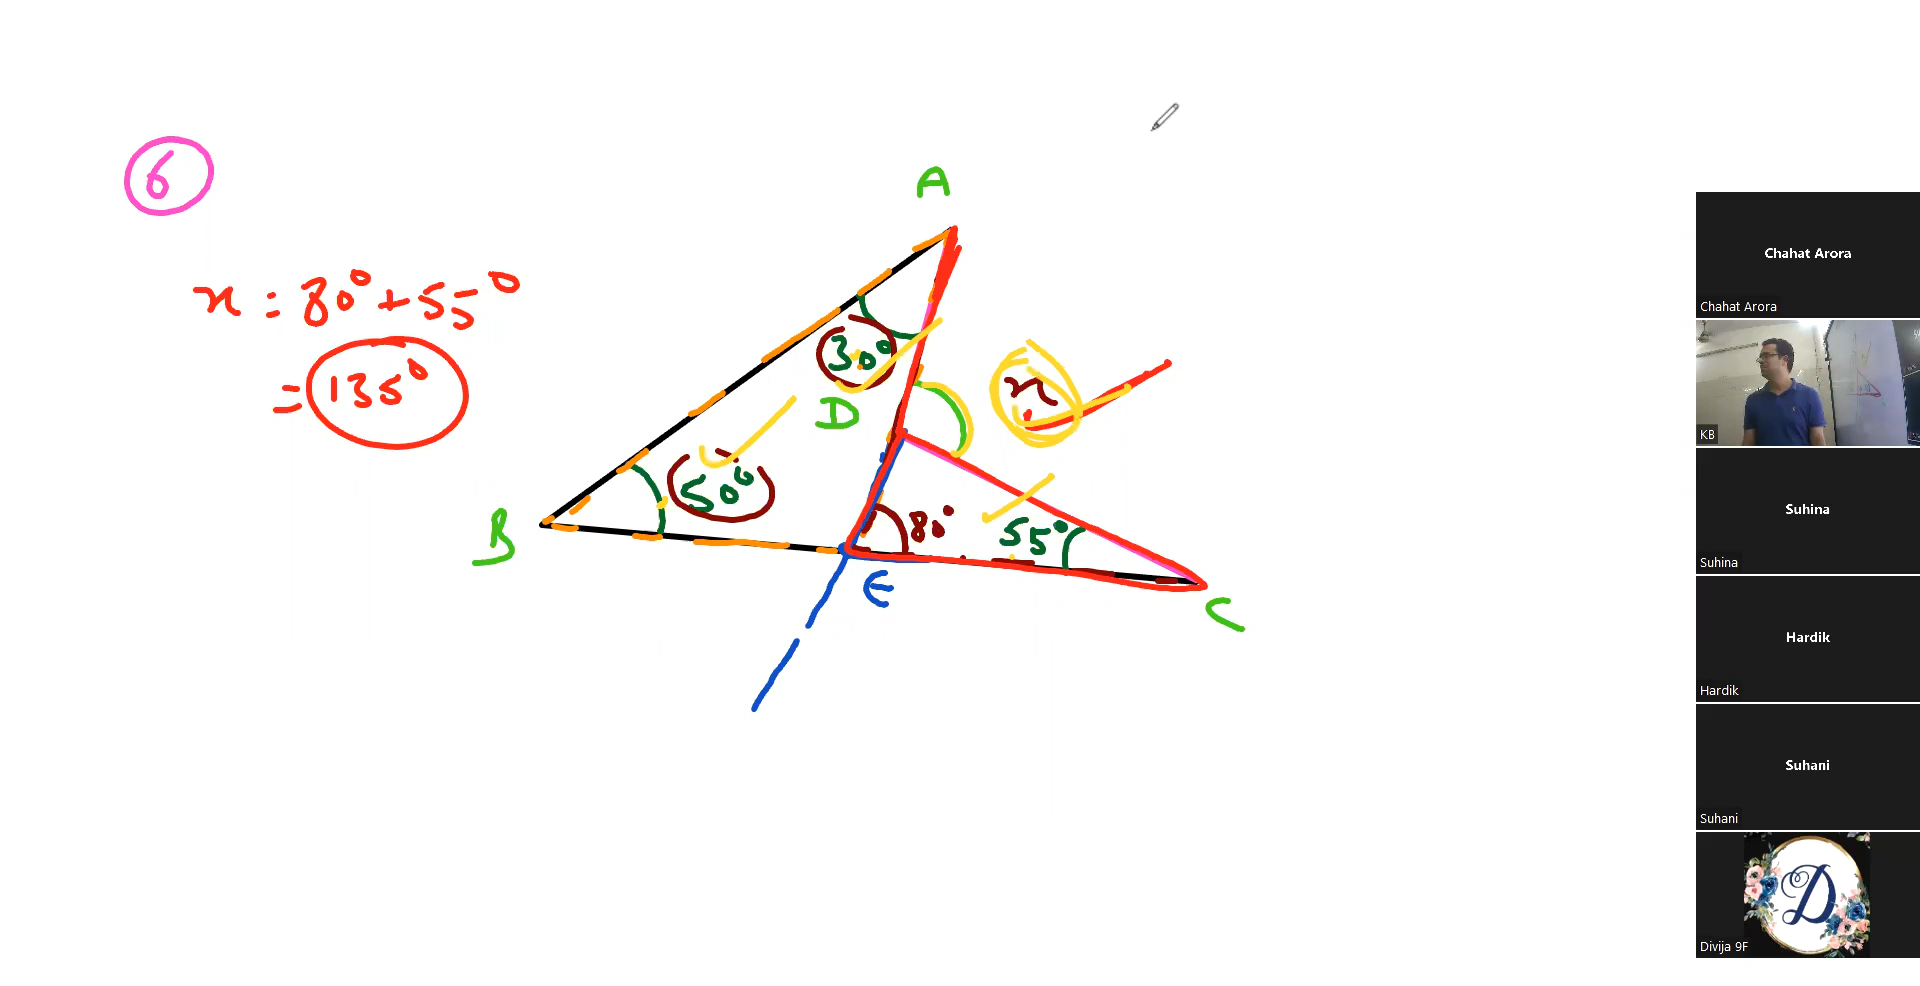 6
A
x = 80° + 55°
= 135°
30°
x
D
50°
80°
55°
B
E
C
Chahat Arora
Chahat Arora
KB
Suhina
Suhina
Hardik
Hardik
Suhani
Suhani
D
Divija 9F